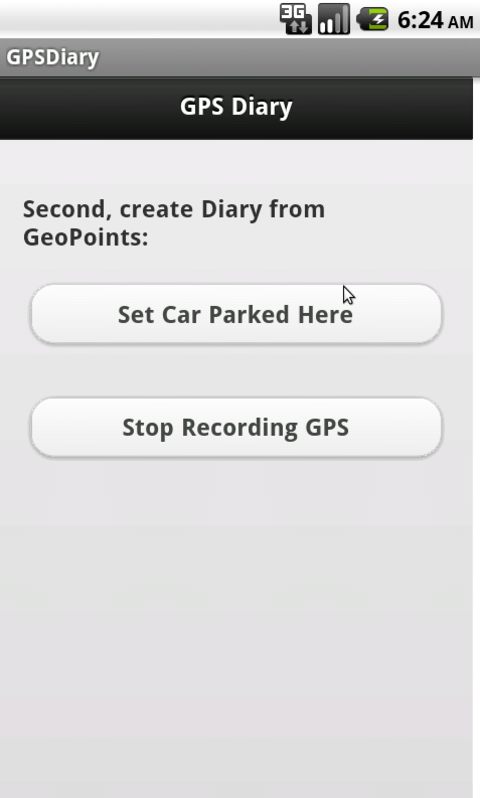 3G
6:24 AM
GPSDiary
GPS Diary
Second, create Diary from
GeoPoints:
Set Car Parked Here
Stop Recording GPS